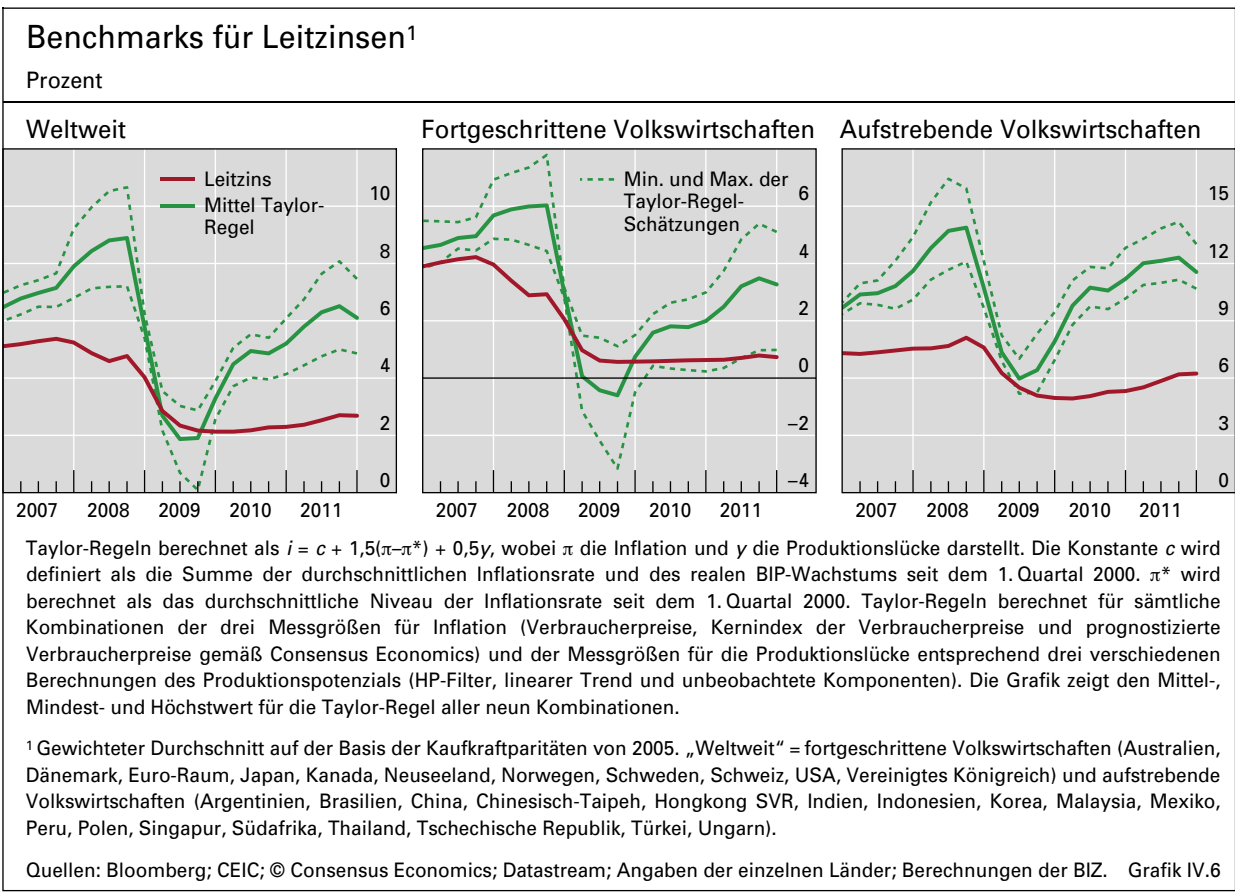 Benchmarks für Leitzinsen¹
Prozent
Weltweit
Fortgeschrittene Volkswirtschaften
Aufstrebende Volkswirtschaften
Leitzins
Mittel Taylor-
Regel
10
8
6
4
2
0
2007 2008 2009 2010 2011
Min. und Max. der
Taylor-Regel-
Schätzungen
6
4
2
0
–2
–4
2007 2008 2009 2010 2011
15
12
9
6
3
0
2007 2008 2009 2010 2011
Taylor-Regeln berechnet als i = c + 1,5(π–π*) + 0,5y, wobei π die Inflation und y die Produktionslücke darstellt. Die Konstante c wird
definiert als die Summe der durchschnittlichen Inflationsrate und des realen BIP-Wachstums seit dem 1. Quartal 2000. π* wird
berechnet als das durchschnittliche Niveau der Inflationsrate seit dem 1. Quartal 2000. Taylor-Regeln berechnet für sämtliche
Kombinationen der drei Messgrößen für Inflation (Verbraucherpreise, Kernindex der Verbraucherpreise und prognostizierte
Verbraucherpreise gemäß Consensus Economics) und der Messgrößen für die Produktionslücke entsprechend drei verschiedenen
Berechnungen des Produktionspotenzials (HP-Filter, linearer Trend und unbeobachtete Komponenten). Die Grafik zeigt den Mittel-,
Mindest- und Höchstwert für die Taylor-Regel aller neun Kombinationen.
¹ Gewichteter Durchschnitt auf der Basis der Kaufkraftparitäten von 2005. „Weltweit“ = fortgeschrittene Volkswirtschaften (Australien,
Dänemark, Euro-Raum, Japan, Kanada, Neuseeland, Norwegen, Schweden, Schweiz, USA, Vereinigtes Königreich) und aufstrebende
Volkswirtschaften (Argentinien, Brasilien, China, Chinesisch-Taipeh, Hongkong SVR, Indien, Indonesien, Korea, Malaysia, Mexiko,
Peru, Polen, Singapur, Südafrika, Thailand, Tschechische Republik, Türkei, Ungarn).
Quellen: Bloomberg; CEIC; © Consensus Economics; Datastream; Angaben der einzelnen Länder; Berechnungen der BIZ. Grafik IV.6